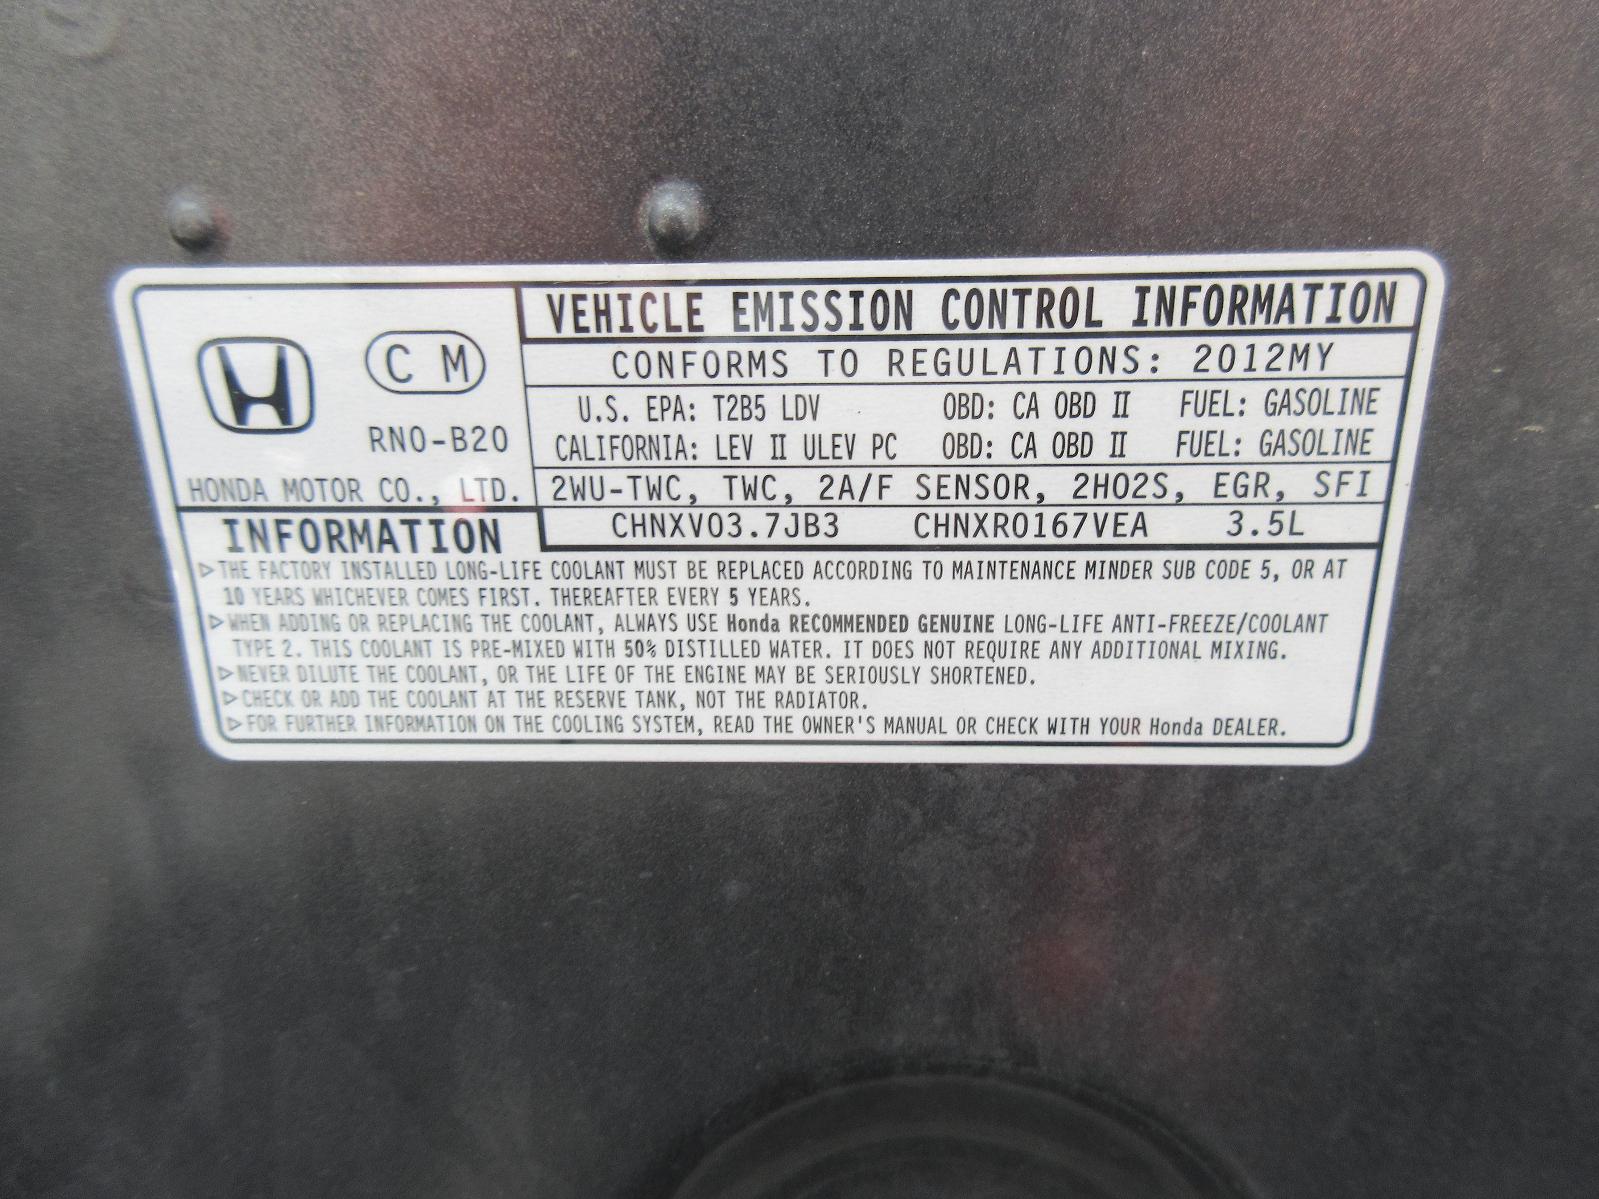 VEHICLE EMISSION CONTROL INFORMATION
C M
RNO-B20
HONDA MOTOR CO., LTD.
CONFORMS TO REGULATIONS: 2012MY
U.S. EPA: T2B5 LDV OBD: CA OBD II FUEL: GASOLINE
CALIFORNIA: LEV II ULEV PC OBD: CA OBD II FUEL: GASOLINE
2WU-TWC, TWC, 2A/F SENSOR, 2HO2S, EGR, SFI
CHNXV03.7JB3 CHNXR0167VEA 3.5L
INFORMATION
▷THE FACTORY INSTALLED LONG-LIFE COOLANT MUST BE REPLACED ACCORDING TO MAINTENANCE MINDER SUB CODE 5, OR AT
10 YEARS WHICHEVER COMES FIRST. THEREAFTER EVERY 5 YEARS.
▷WHEN ADDING OR REPLACING THE COOLANT, ALWAYS USE Honda RECOMMENDED GENUINE LONG-LIFE ANTI-FREEZE/COOLANT
TYPE 2. THIS COOLANT IS PRE-MIXED WITH 50% DISTILLED WATER. IT DOES NOT REQUIRE ANY ADDITIONAL MIXING.
▷NEVER DILUTE THE COOLANT, OR THE LIFE OF THE ENGINE MAY BE SERIOUSLY SHORTENED.
▷CHECK OR ADD THE COOLANT AT THE RESERVE TANK, NOT THE RADIATOR.
▷FOR FURTHER INFORMATION ON THE COOLING SYSTEM, READ THE OWNER'S MANUAL OR CHECK WITH YOUR Honda DEALER.